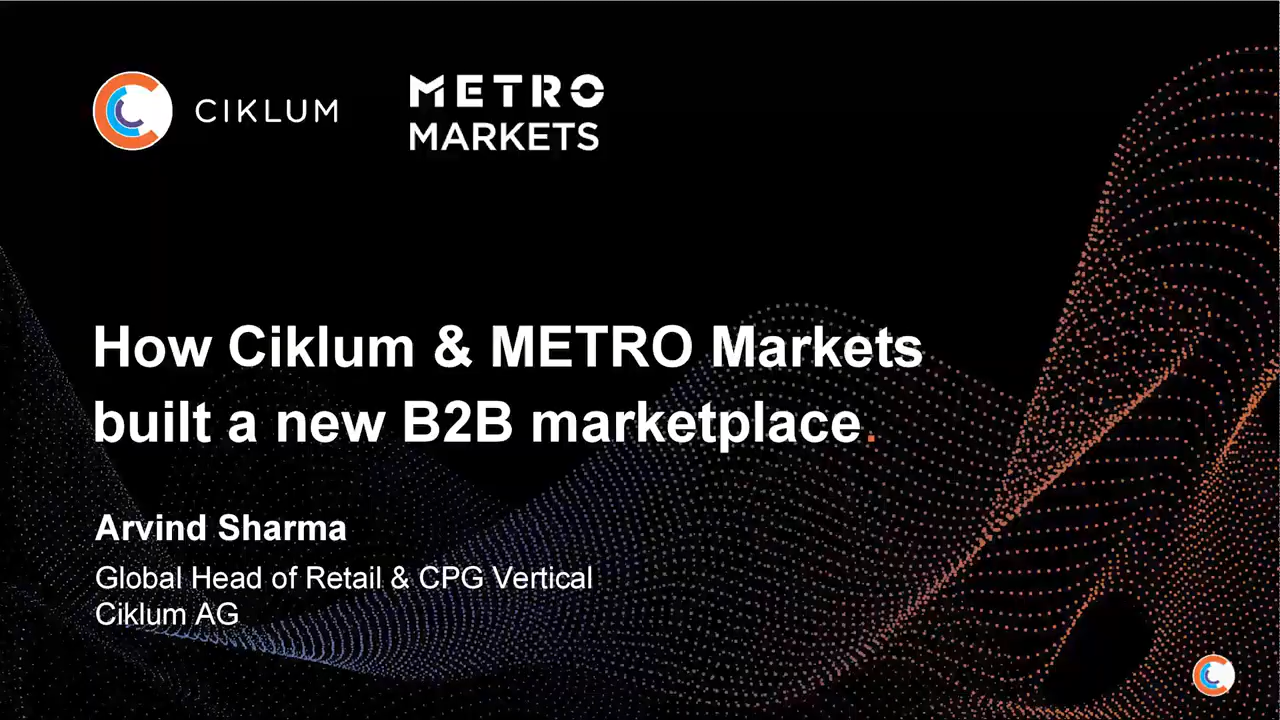 CIKLUM
METRO
MARKETS
How Ciklum & METRO Markets
built a new B2B marketplace.
Arvind Sharma
Global Head of Retail & CPG Vertical
Ciklum AG